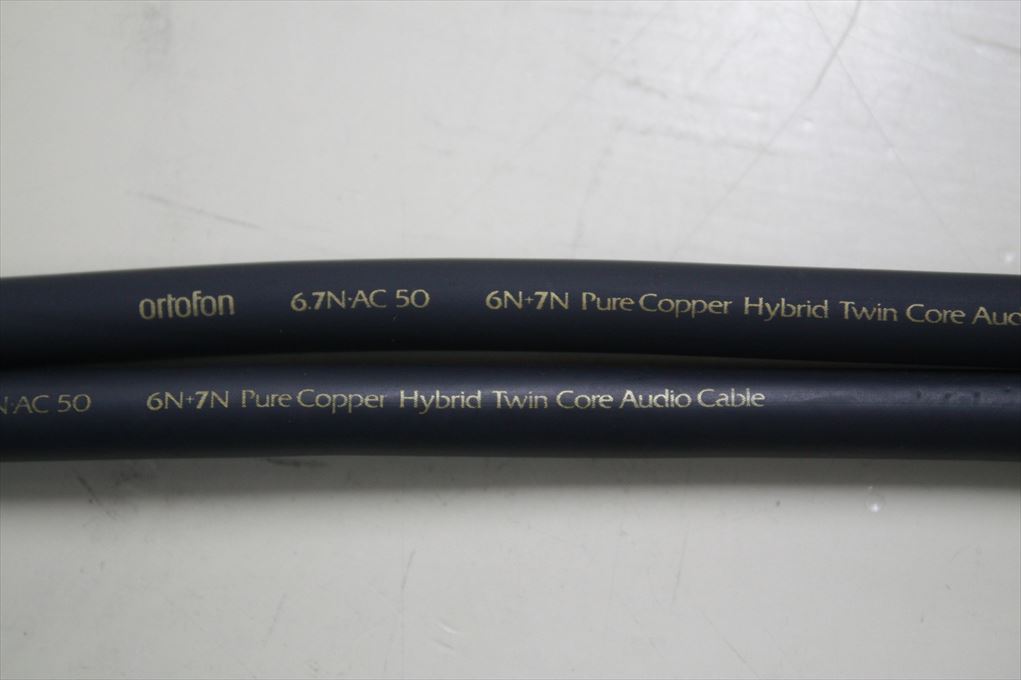 ortofon 6.7N·AC 50 6N+7N Pure Copper Hybrid Twin Core Aud
N·AC 50 6N+7N Pure Copper Hybrid Twin Core Audio Cable